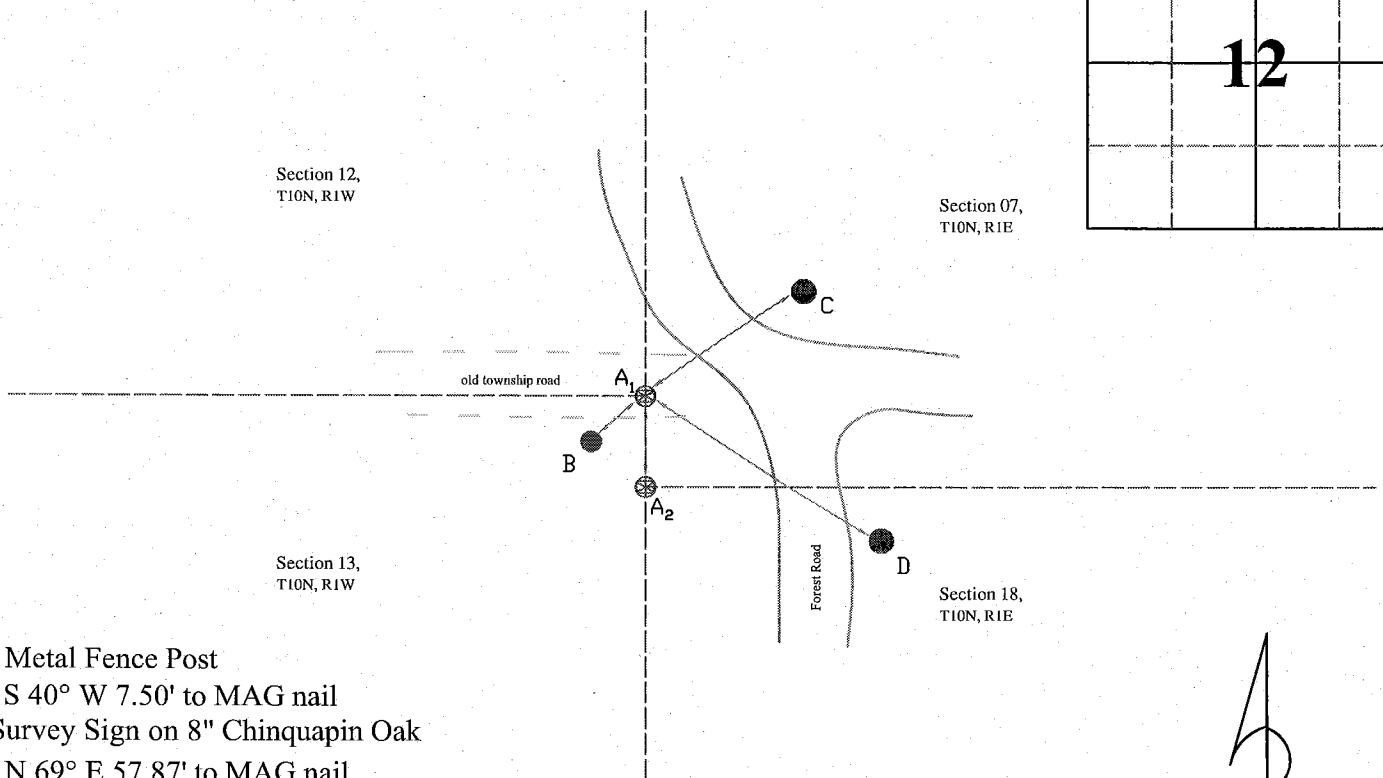 12
Section 12,
T10N, R1W
Section 07,
T10N, R1E
C
old township road
A1
B
A2
D
Forest Road
Section 13,
T10N, R1W
Section 18,
T10N, R1E
Metal Fence Post
S 40° W 7.50' to MAG nail
Survey Sign on 8" Chinquapin Oak
N 69° E 57.87' to MAG nail